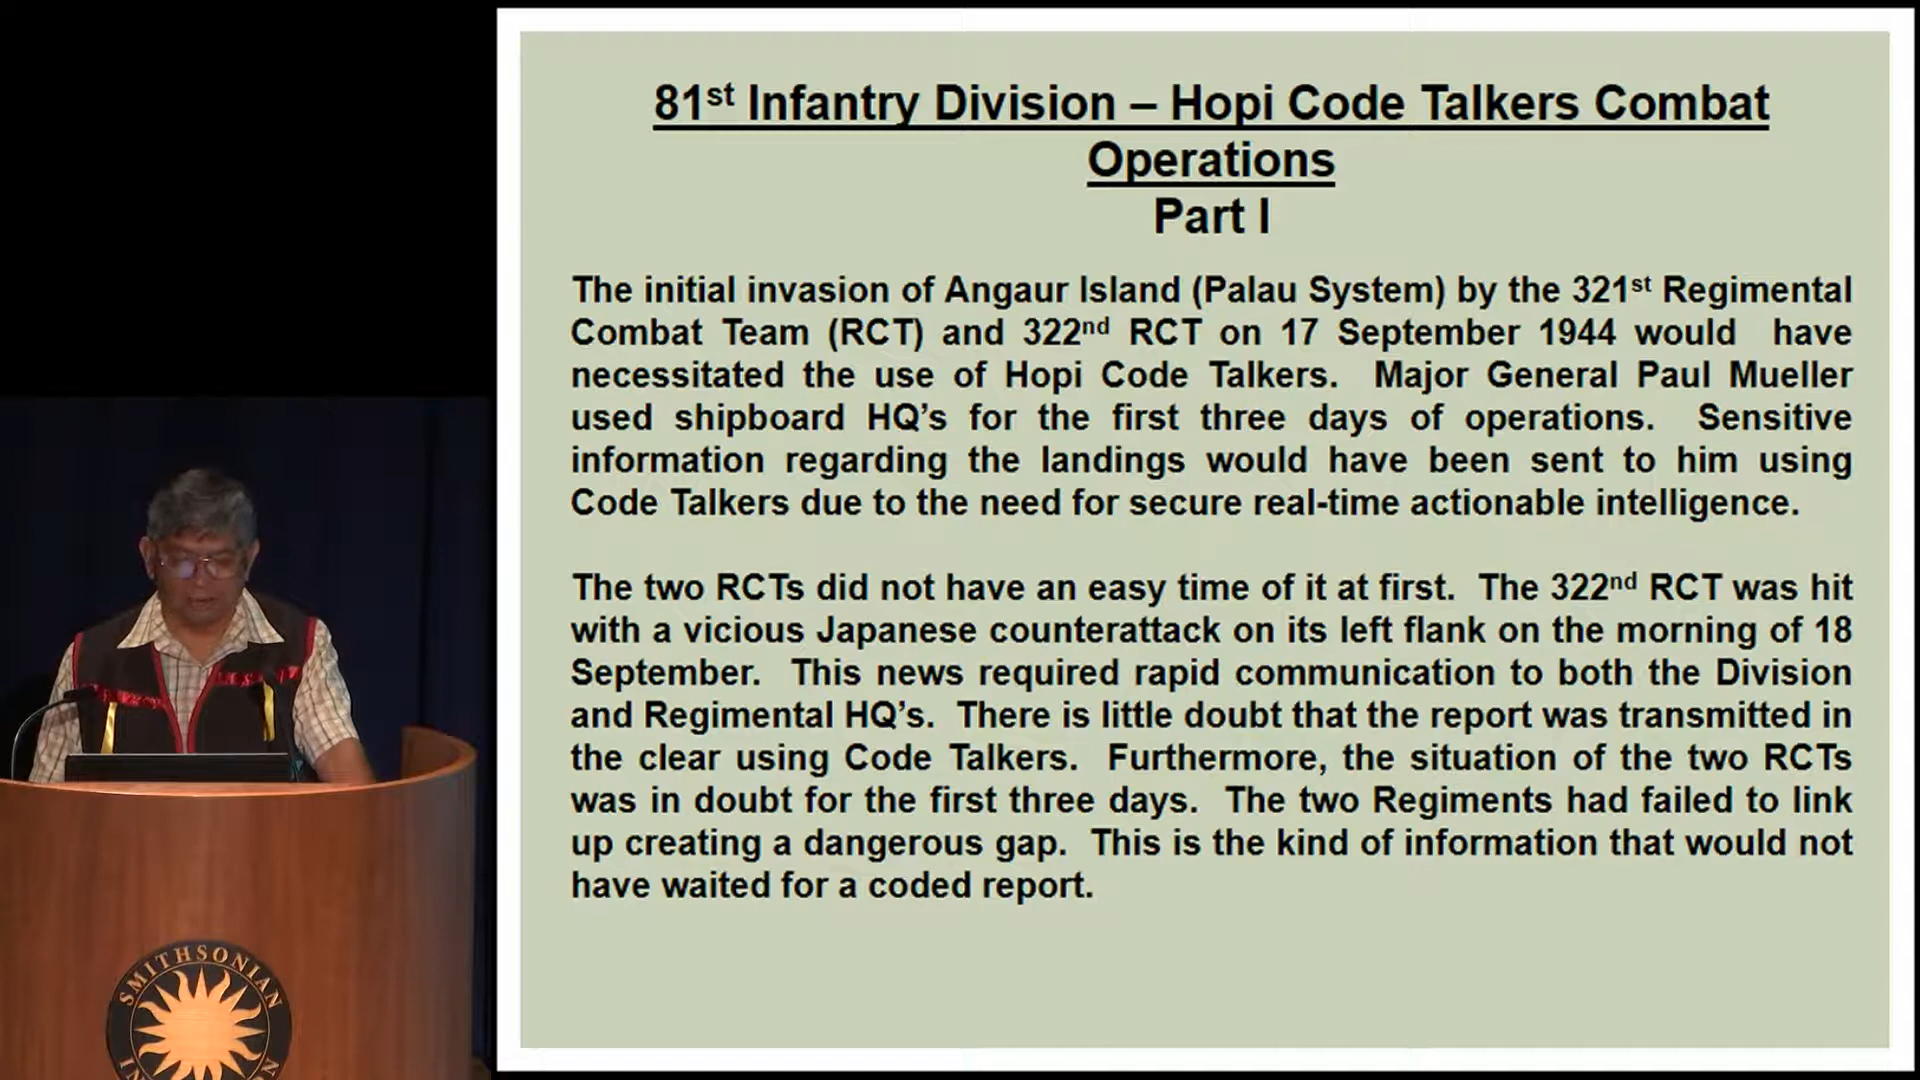 81st Infantry Division – Hopi Code Talkers Combat
Operations
Part I
The initial invasion of Angaur Island (Palau System) by the 321st Regimental
Combat Team (RCT) and 322nd RCT on 17 September 1944 would have
necessitated the use of Hopi Code Talkers. Major General Paul Mueller
used shipboard HQ’s for the first three days of operations. Sensitive
information regarding the landings would have been sent to him using
Code Talkers due to the need for secure real-time actionable intelligence.
The two RCTs did not have an easy time of it at first. The 322nd RCT was hit
with a vicious Japanese counterattack on its left flank on the morning of 18
September. This news required rapid communication to both the Division
and Regimental HQ’s. There is little doubt that the report was transmitted in
the clear using Code Talkers. Furthermore, the situation of the two RCTs
was in doubt for the first three days. The two Regiments had failed to link
up creating a dangerous gap. This is the kind of information that would not
have waited for a coded report.
SMITHSONIAN